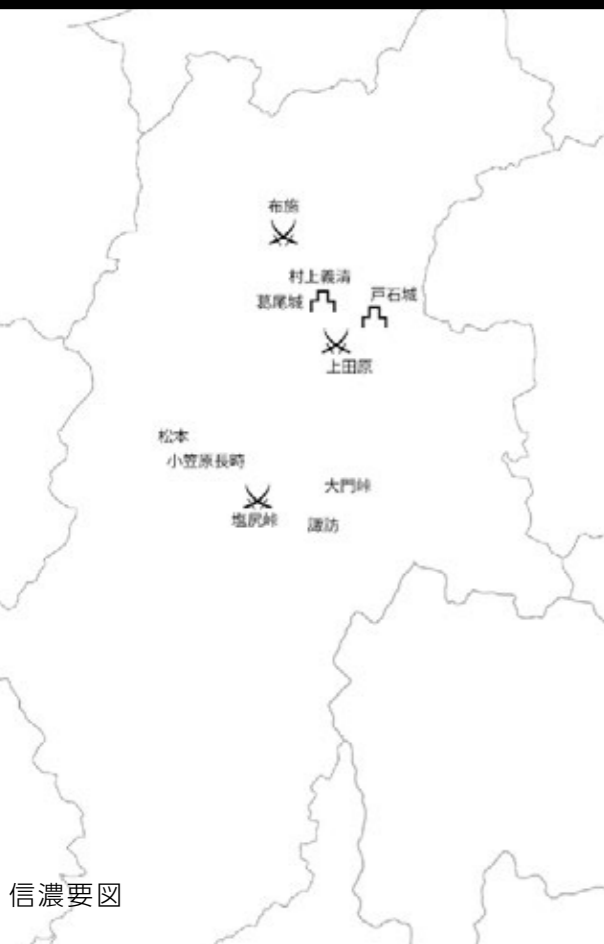 布施
村上義清
葛尾城
戸石城
上田原
松本
小笠原長時
大門峠
塩尻峠
諏訪
信濃要図